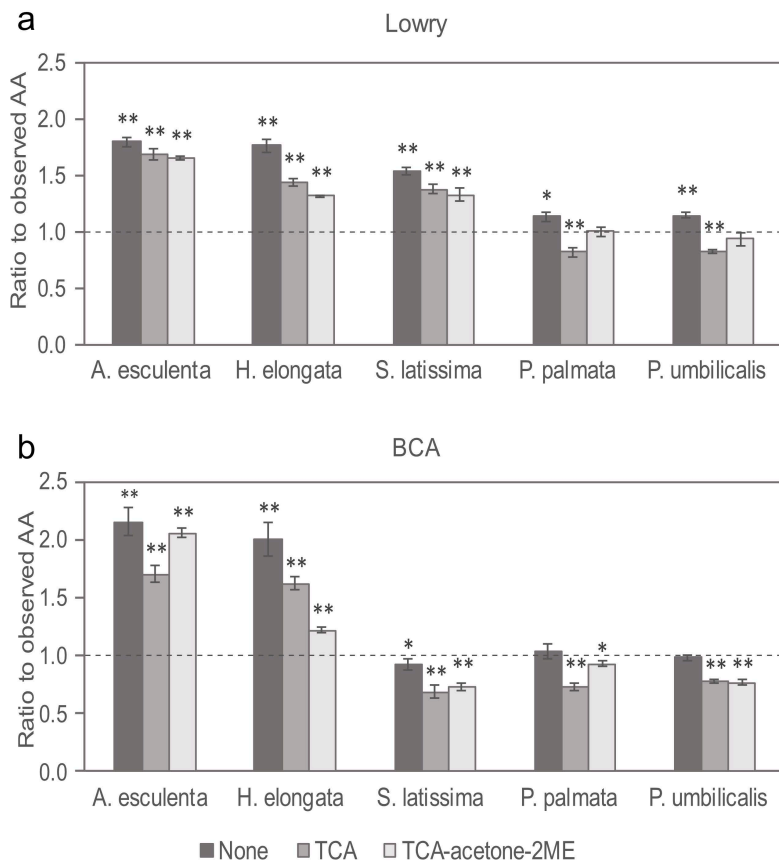 a
Lowry
Ratio to observed AA
2.5
2.0
1.5
1.0
0.5
0.0
** ** **
** ** **
** ** **
* **
** **
A. esculenta H. elongata S. latissima P. palmata P. umbilicalis
b
BCA
Ratio to observed AA
2.5
2.0
1.5
1.0
0.5
0.0
** ** **
** ** **
* ** **
** *
** **
A. esculenta H. elongata S. latissima P. palmata P. umbilicalis
None TCA TCA-acetone-2ME